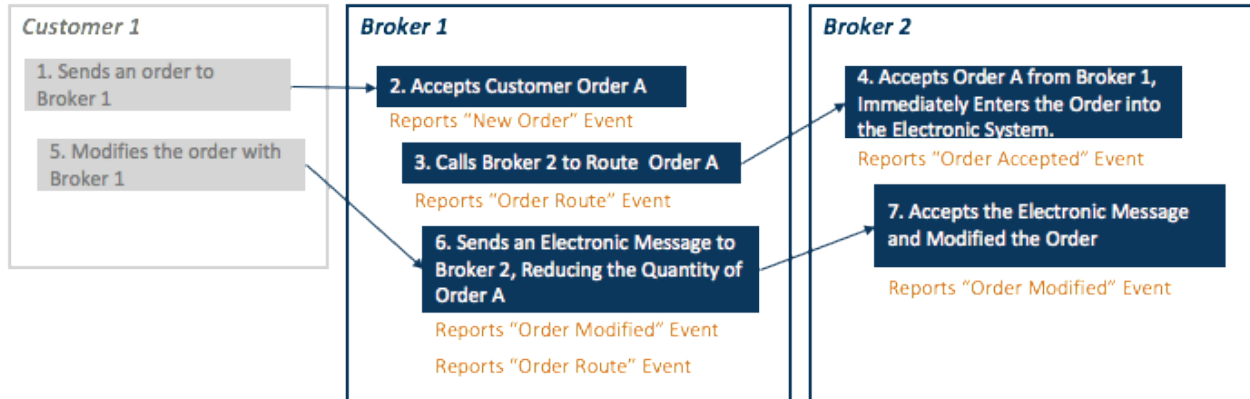 Customer 1
1. Sends an order to
Broker 1
5. Modifies the order with
Broker 1
Broker 1
2. Accepts Customer Order A
Reports “New Order” Event
3. Calls Broker 2 to Route Order A
Reports “Order Route” Event
6. Sends an Electronic Message to
Broker 2, Reducing the Quantity of
Order A
Reports “Order Modified” Event
Reports “Order Route” Event
Broker 2
4. Accepts Order A from Broker 1,
Immediately Enters the Order into
the Electronic System.
Reports “Order Accepted” Event
7. Accepts the Electronic Message
and Modified the Order
Reports “Order Modified” Event